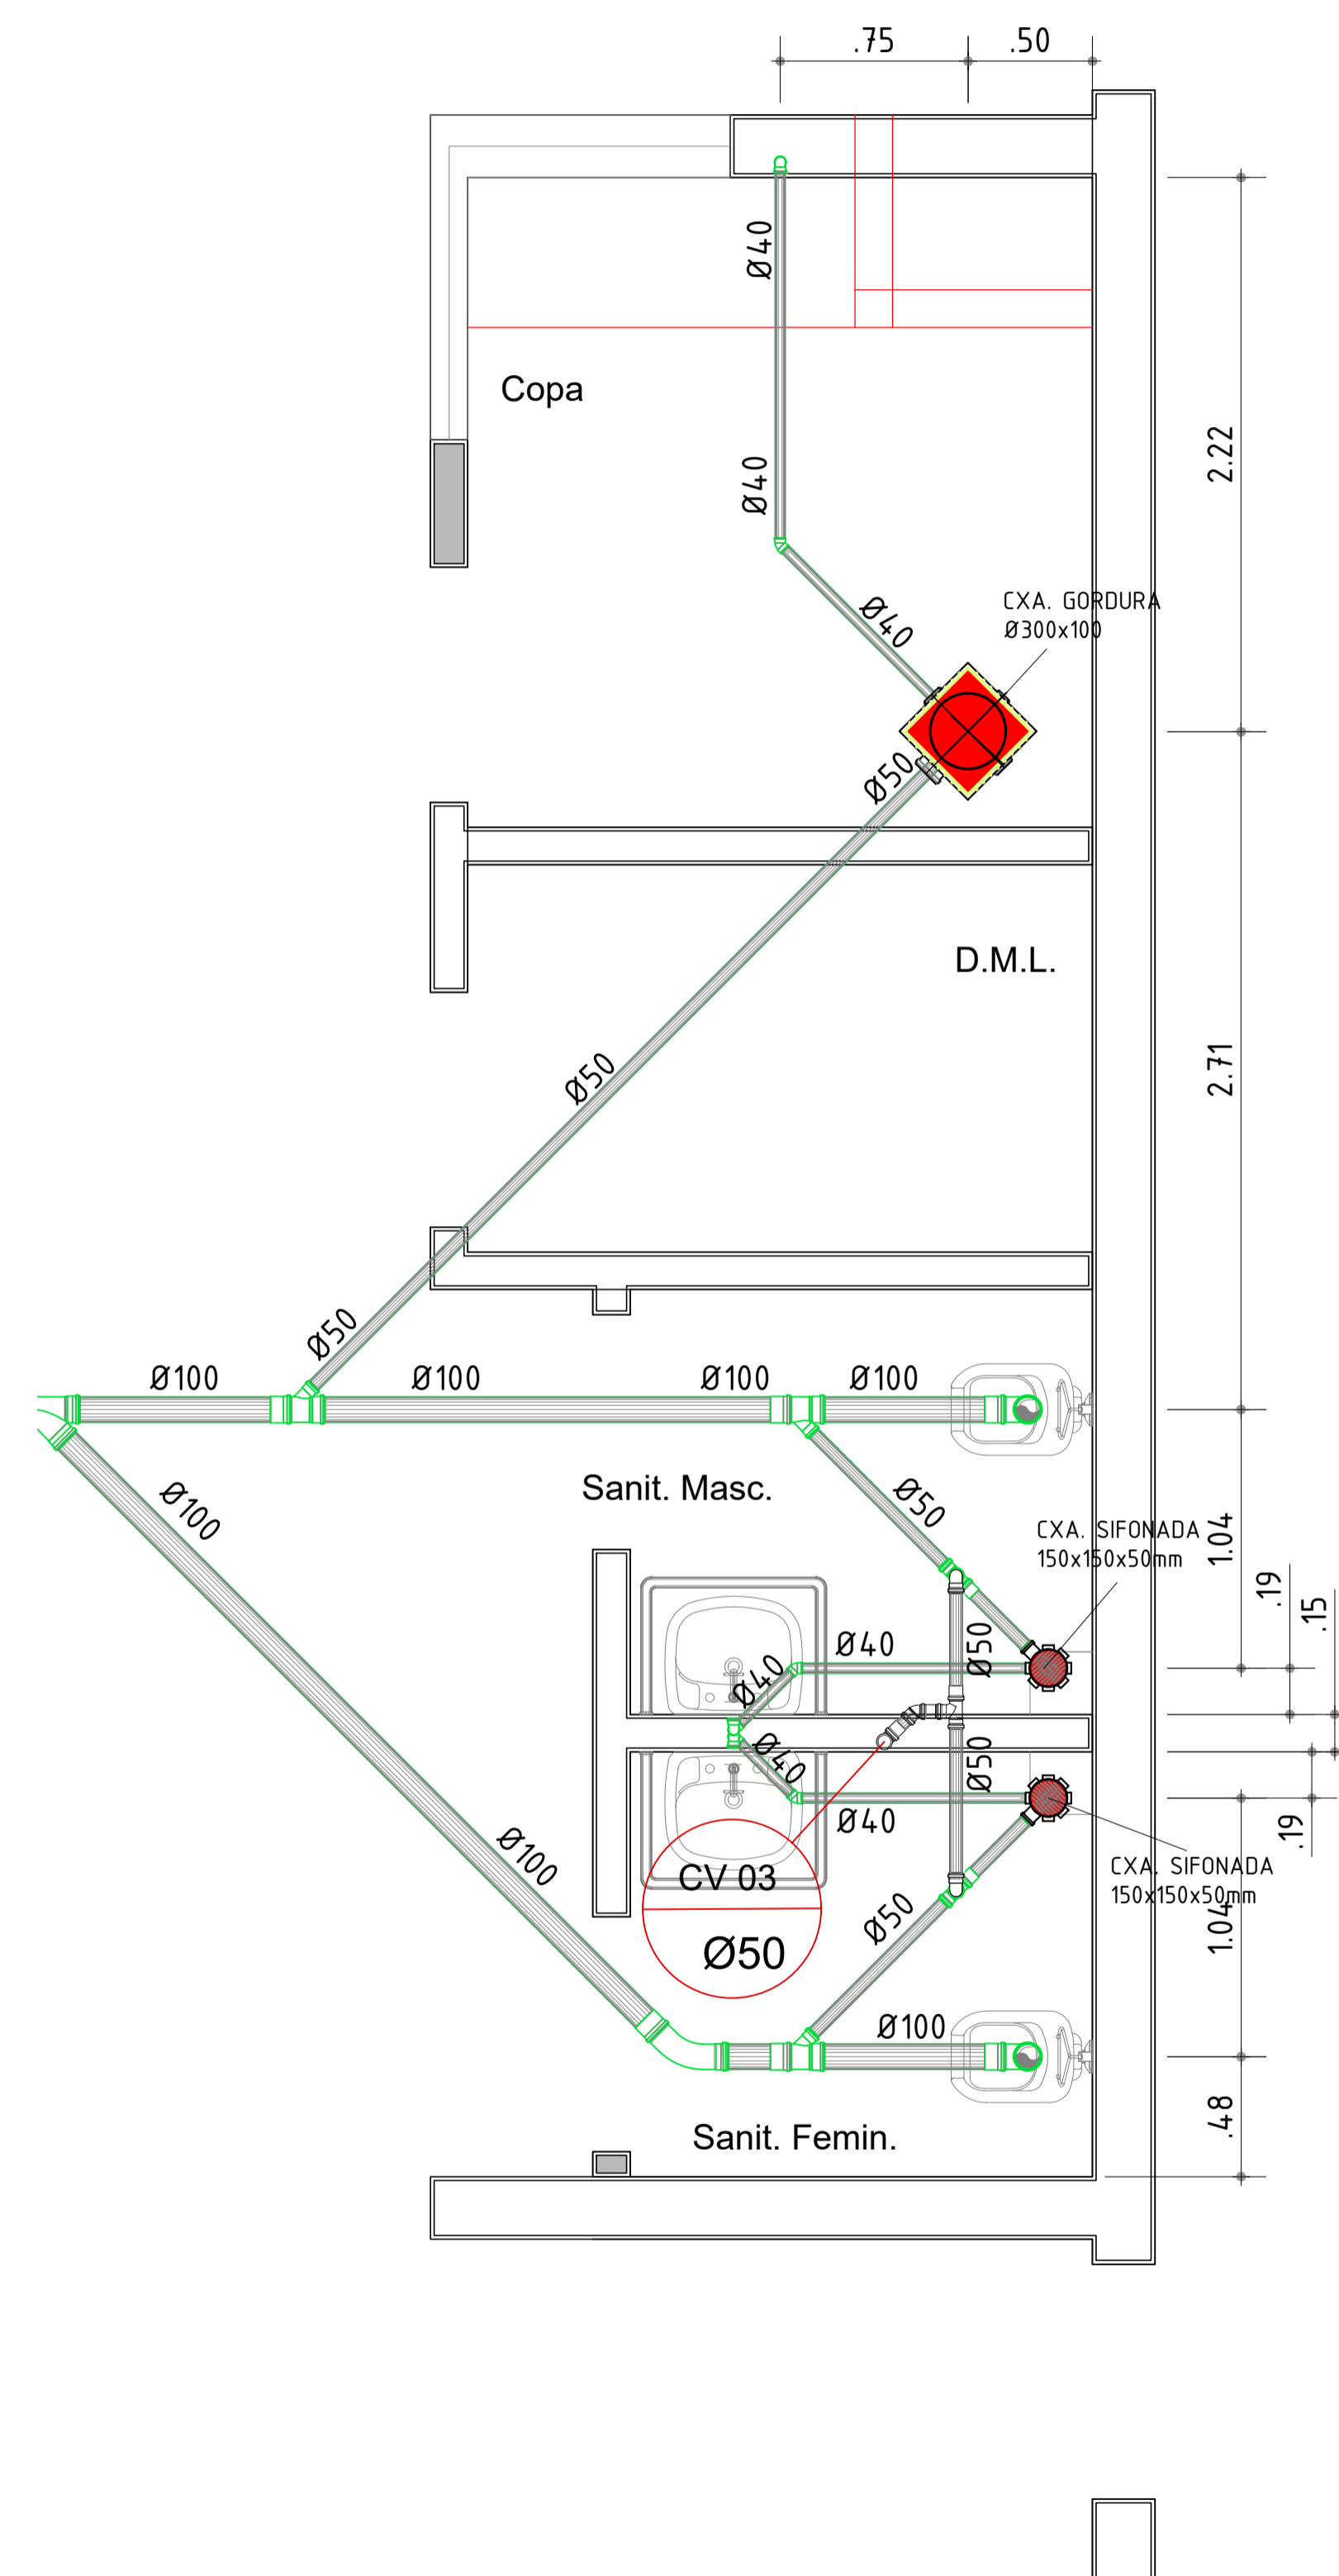 .75
.50
Ø40
Copa
2.22
Ø40
CXA. GORDURA
Ø300x100
Ø40
Ø50
D.M.L.
2.71
Ø50
Ø50
Ø100
Ø100
Ø100
Ø100
Sanit. Masc.
Ø100
Ø50
CXA. SIFONADA
150x150x50mm
1.04
.19
.15
Ø40
Ø50
Ø40
Ø40
Ø50
Ø40
.19
CV 03
Ø50
CXA. SIFONADA
150x150x50mm
1.04
Ø100
Ø50
Ø100
.48
Sanit. Femin.